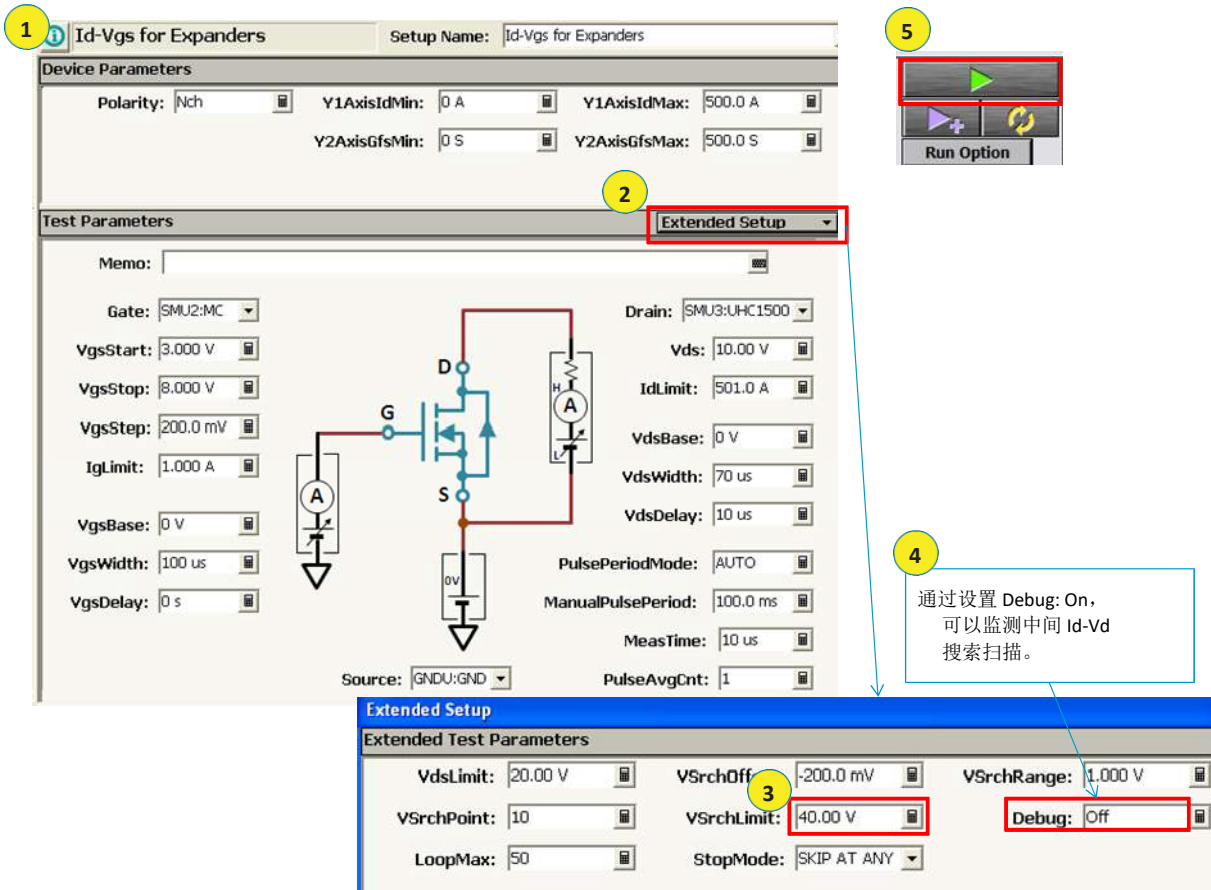 1
Id-Vgs for Expanders
Setup Name: Id-Vgs for Expanders
Device Parameters
Polarity: Nch
Y1AxisIdMin: 0 A
Y1AxisIdMax: 500.0 A
Y2AxisGfsMin: 0 S
Y2AxisGfsMax: 500.0 S
5
Run Option
2
Test Parameters
Extended Setup
Memo:
Gate: SMU2:MC
VgsStart: 3.000 V
VgsStop: 8.000 V
VgsStep: 200.0 mV
IgLimit: 1.000 A
VgsBase: 0 V
VgsWidth: 100 us
VgsDelay: 0 s
D
G
S
A
H
A
L
0V
Source: GNDU:GND
Drain: SMU3:UHC1500
Vds: 10.00 V
IdLimit: 501.0 A
VdsBase: 0 V
VdsWidth: 70 us
VdsDelay: 10 us
PulsePeriodMode: AUTO
ManualPulsePeriod: 100.0 ms
MeasTime: 10 us
PulseAvgCnt: 1
4
通过设置 Debug: On，
可以监测中间 Id-Vd
搜索扫描。
Extended Setup
Extended Test Parameters
VdsLimit: 20.00 V
VSrchOff -200.0 mV
VSrchRange: 1.000 V
3
VSrchPoint: 10
VSrchLimit: 40.00 V
Debug: Off
LoopMax: 50
StopMode: SKIP AT ANY